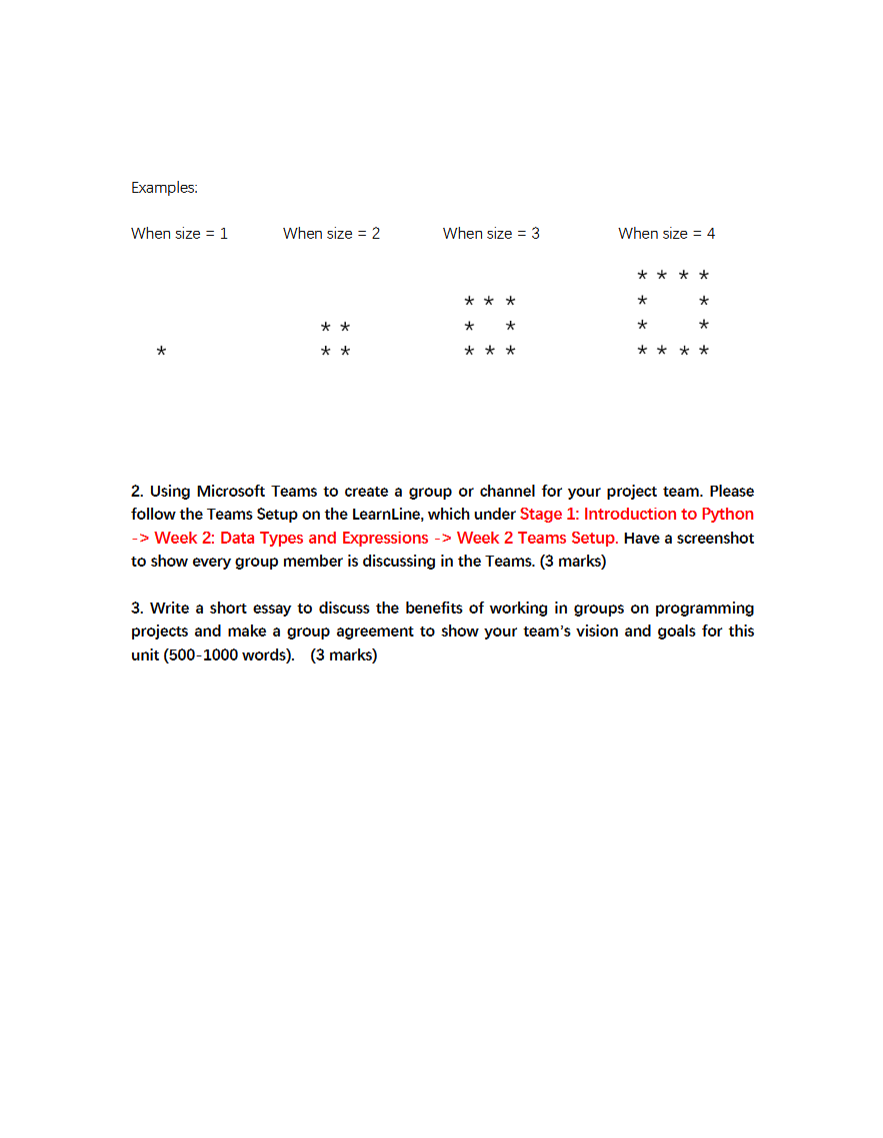 Examples:
When size = 1 When size = 2 When size = 3 When size = 4
* * * *
* * * * *
* * * * * *
* * * * * * * * * *
2. Using Microsoft Teams to create a group or channel for your project team. Please
follow the Teams Setup on the LearnLine, which under Stage 1: Introduction to Python
-> Week 2: Data Types and Expressions -> Week 2 Teams Setup. Have a screenshot
to show every group member is discussing in the Teams. (3 marks)
3. Write a short essay to discuss the benefits of working in groups on programming
projects and make a group agreement to show your team's vision and goals for this
unit (500-1000 words). (3 marks)